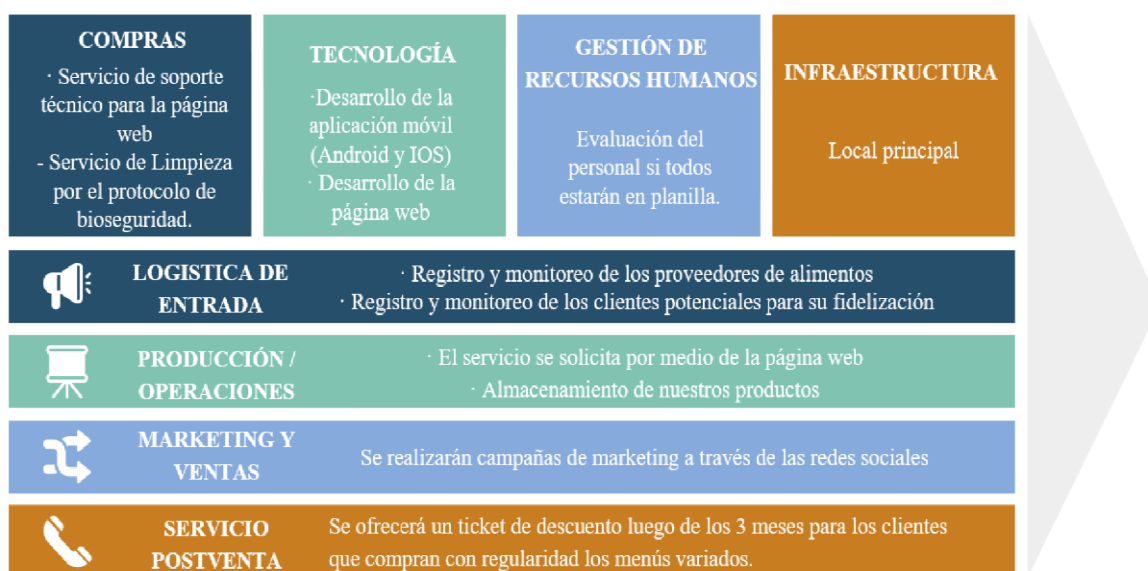 COMPRAS
· Servicio de soporte
técnico para la página
web
- Servicio de Limpieza
por el protocolo de
bioseguridad.
TECNOLOGÍA
·Desarrollo de la
aplicación móvil
(Android y IOS)
· Desarrollo de la
página web
GESTIÓN DE
RECURSOS HUMANOS
Evaluación del
personal si todos
estarán en planilla.
INFRAESTRUCTURA
Local principal
LOGISTICA DE
ENTRADA
· Registro y monitoreo de los proveedores de alimentos
· Registro y monitoreo de los clientes potenciales para su fidelización
PRODUCCIÓN /
OPERACIONES
· El servicio se solicita por medio de la página web
· Almacenamiento de nuestros productos
MARKETING Y
VENTAS
Se realizarán campañas de marketing a través de las redes sociales
SERVICIO
POSTVENTA
Se ofrecerá un ticket de descuento luego de los 3 meses para los clientes
que compran con regularidad los menús variados.